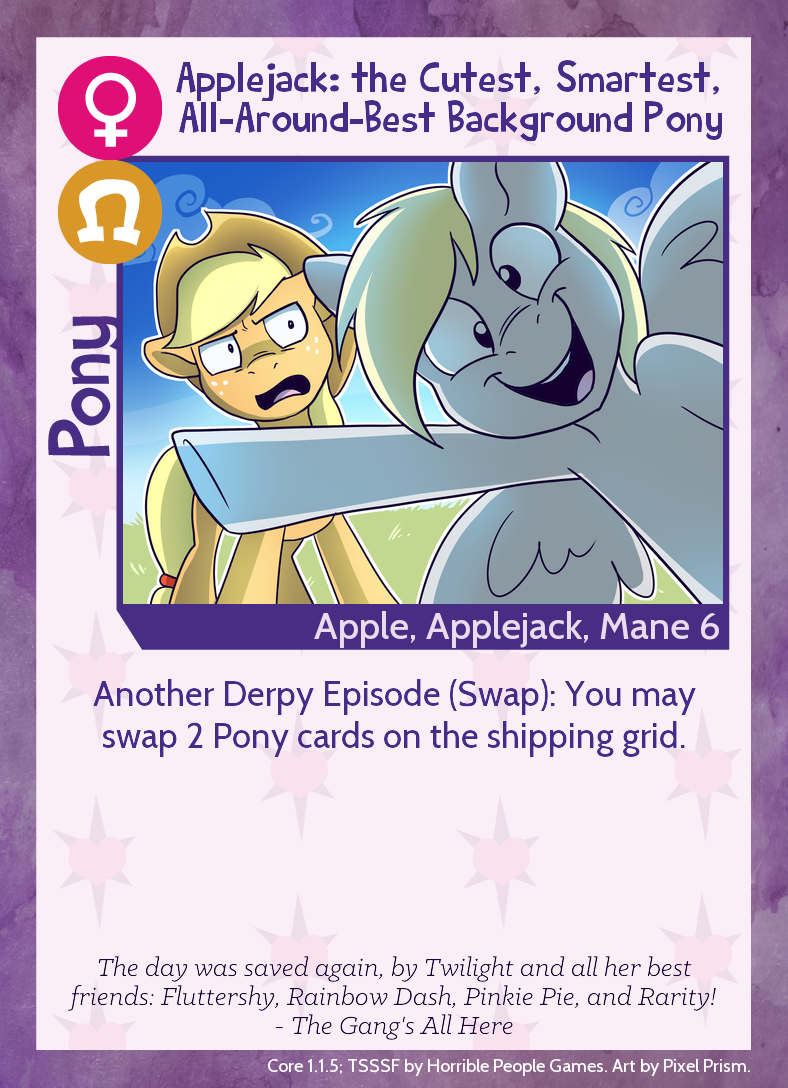 Applejack: the Cutest, Smartest,
All-Around-Best Background Pony
Pony
Apple, Applejack, Mane 6
Another Derpy Episode (Swap): You may
swap 2 Pony cards on the shipping grid.
The day was saved again, by Twilight and all her best
friends: Fluttershy, Rainbow Dash, Pinkie Pie, and Rarity!
- The Gang's All Here
Core 1.1.5; TSSSF by Horrible People Games. Art by Pixel Prism.